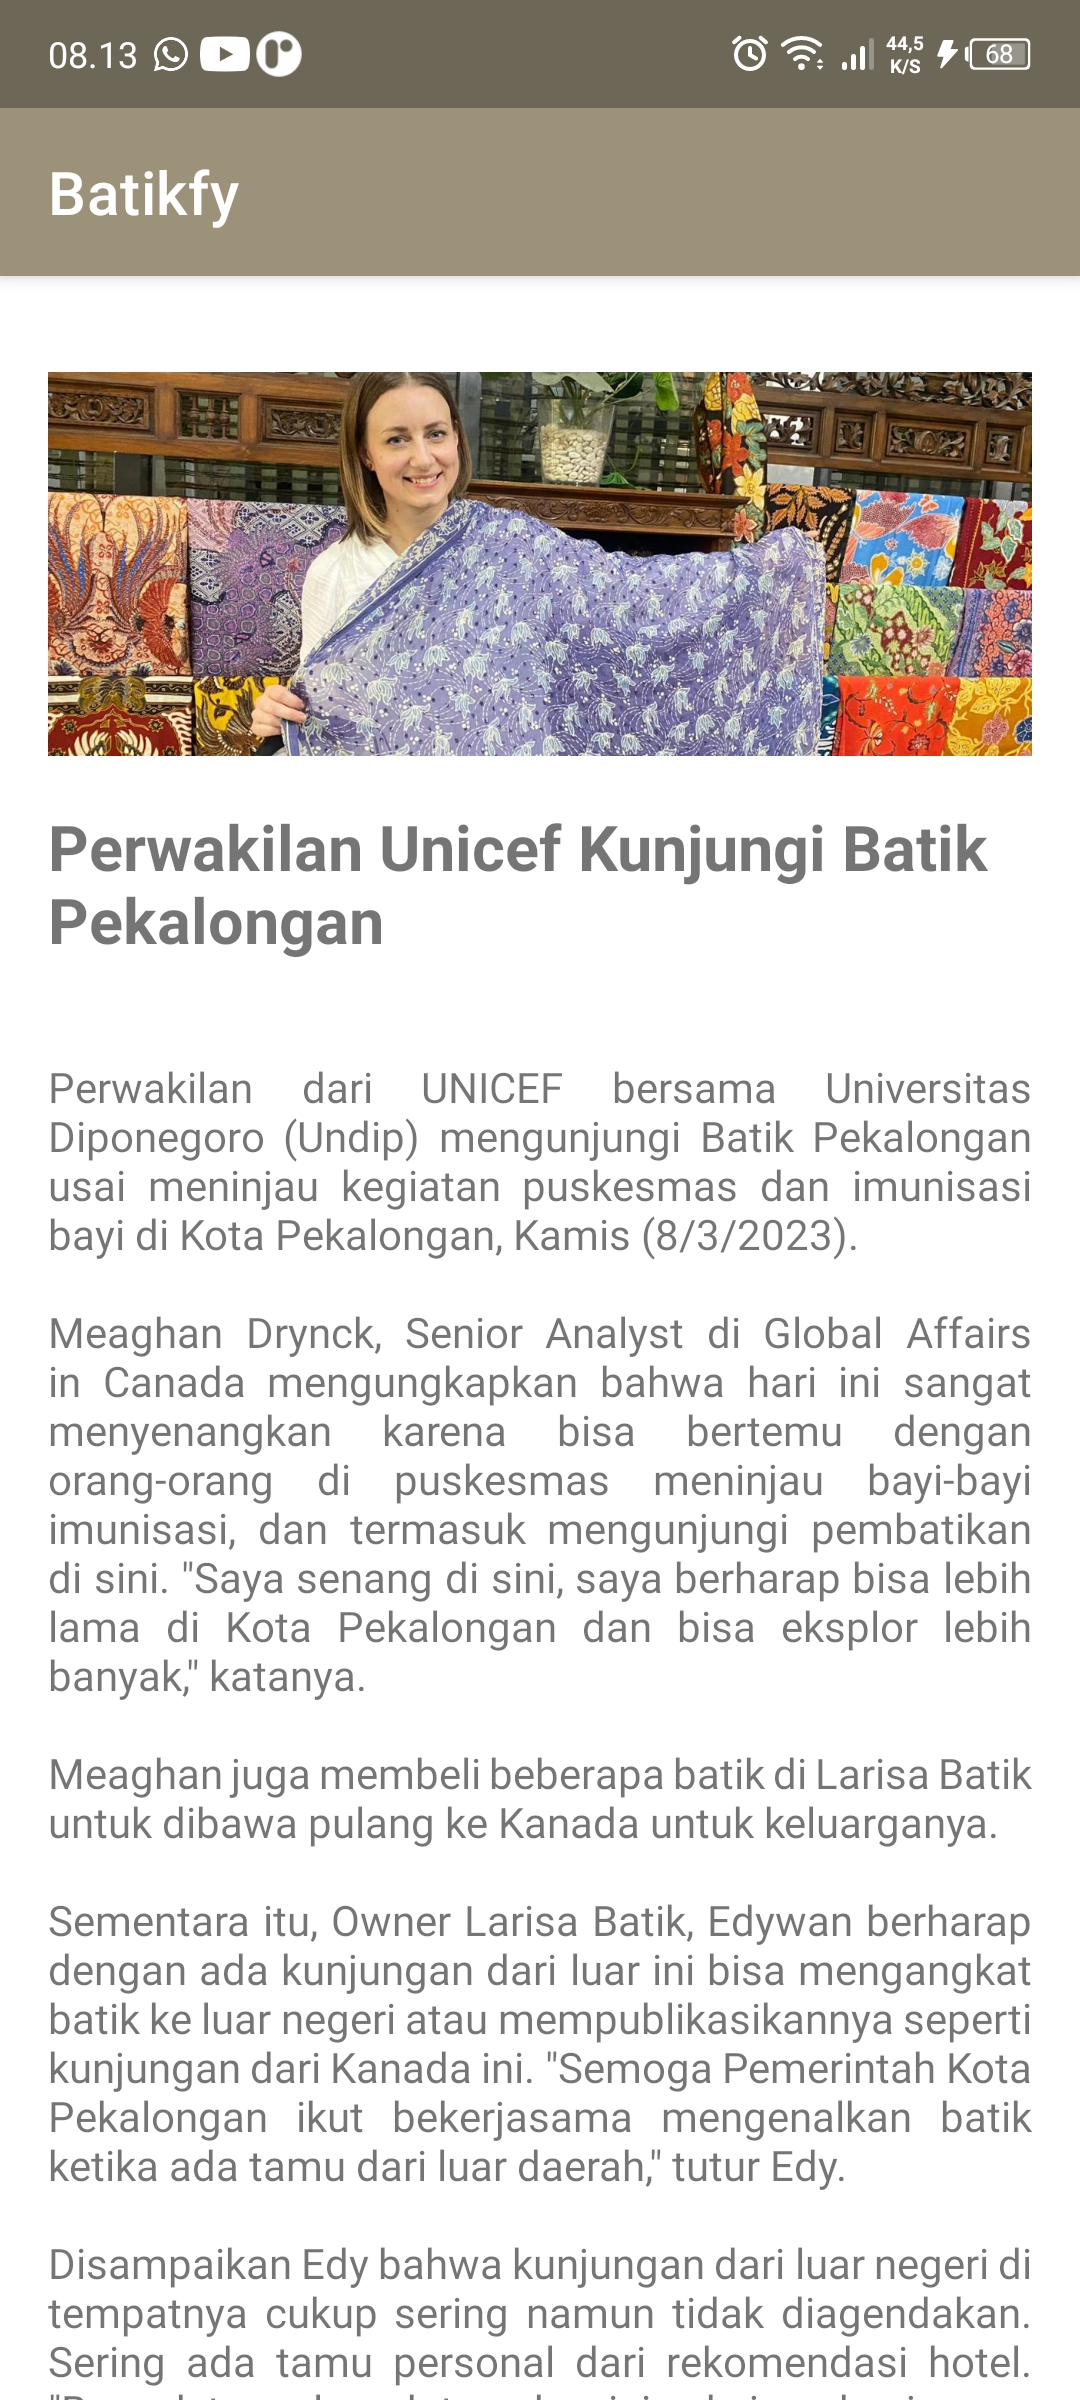 08.13
44,5
K/S
68
Batikfy
Perwakilan Unicef Kunjungi Batik
Pekalongan
Perwakilan dari UNICEF bersama Universitas
Diponegoro (Undip) mengunjungi Batik Pekalongan
usai meninjau kegiatan puskesmas dan imunisasi
bayi di Kota Pekalongan, Kamis (8/3/2023).
Meaghan Drynck, Senior Analyst di Global Affairs
in Canada mengungkapkan bahwa hari ini sangat
menyenangkan karena bisa bertemu dengan
orang-orang di puskesmas meninjau bayi-bayi
imunisasi, dan termasuk mengunjungi pembatikan
di sini. "Saya senang di sini, saya berharap bisa lebih
lama di Kota Pekalongan dan bisa eksplor lebih
banyak," katanya.
Meaghan juga membeli beberapa batik di Larisa Batik
untuk dibawa pulang ke Kanada untuk keluarganya.
Sementara itu, Owner Larisa Batik, Edywan berharap
dengan ada kunjungan dari luar ini bisa mengangkat
batik ke luar negeri atau mempublikasikannya seperti
kunjungan dari Kanada ini. "Semoga Pemerintah Kota
Pekalongan ikut bekerjasama mengenalkan batik
ketika ada tamu dari luar daerah," tutur Edy.
Disampaikan Edy bahwa kunjungan dari luar negeri di
tempatnya cukup sering namun tidak diagendakan.
Sering ada tamu personal dari rekomendasi hotel.